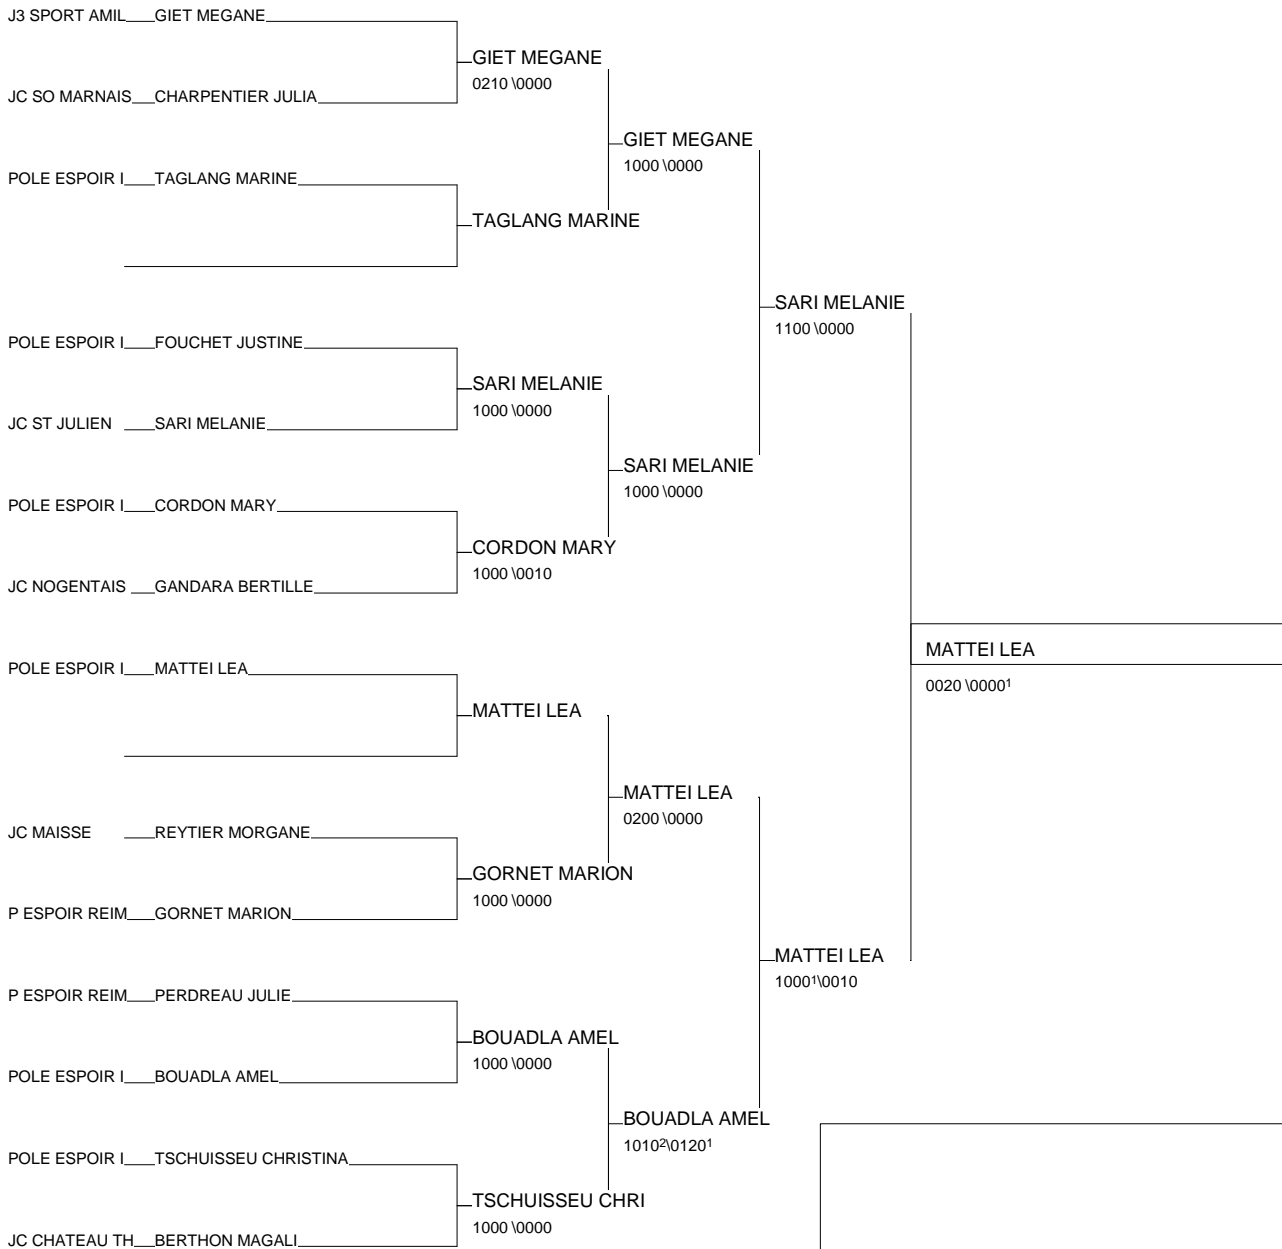 J3 SPORT AMIL GIET MEGANE
GIET MEGANE
0210 \0000
JC SO MARNAIS CHARPENTIER JULIA
GIET MEGANE
1000 \0000
POLE ESPOIR I TAGLANG MARINE
TAGLANG MARINE
SARI MELANIE
1100 \0000
POLE ESPOIR I FOUCHET JUSTINE
SARI MELANIE
1000 \0000
JC ST JULIEN SARI MELANIE
SARI MELANIE
1000 \0000
POLE ESPOIR I CORDON MARY
CORDON MARY
1000 \0010
JC NOGENTAIS GANDARA BERTILLE
MATTEI LEA
0020 \0000¹
POLE ESPOIR I MATTEI LEA
MATTEI LEA
MATTEI LEA
0200 \0000
JC MAISSE REYTIER MORGANE
GORNET MARION
1000 \0000
P ESPOIR REIM GORNET MARION
MATTEI LEA
1000¹\0010
P ESPOIR REIM PERDREAU JULIE
BOUADLA AMEL
1000 \0000
POLE ESPOIR I BOUADLA AMEL
BOUADLA AMEL
1010²\0120¹
POLE ESPOIR I TSCHUISSEU CHRISTINA
TSCHUISSEU CHRI
1000 \0000
JC CHATEAU TH BERTHON MAGALI